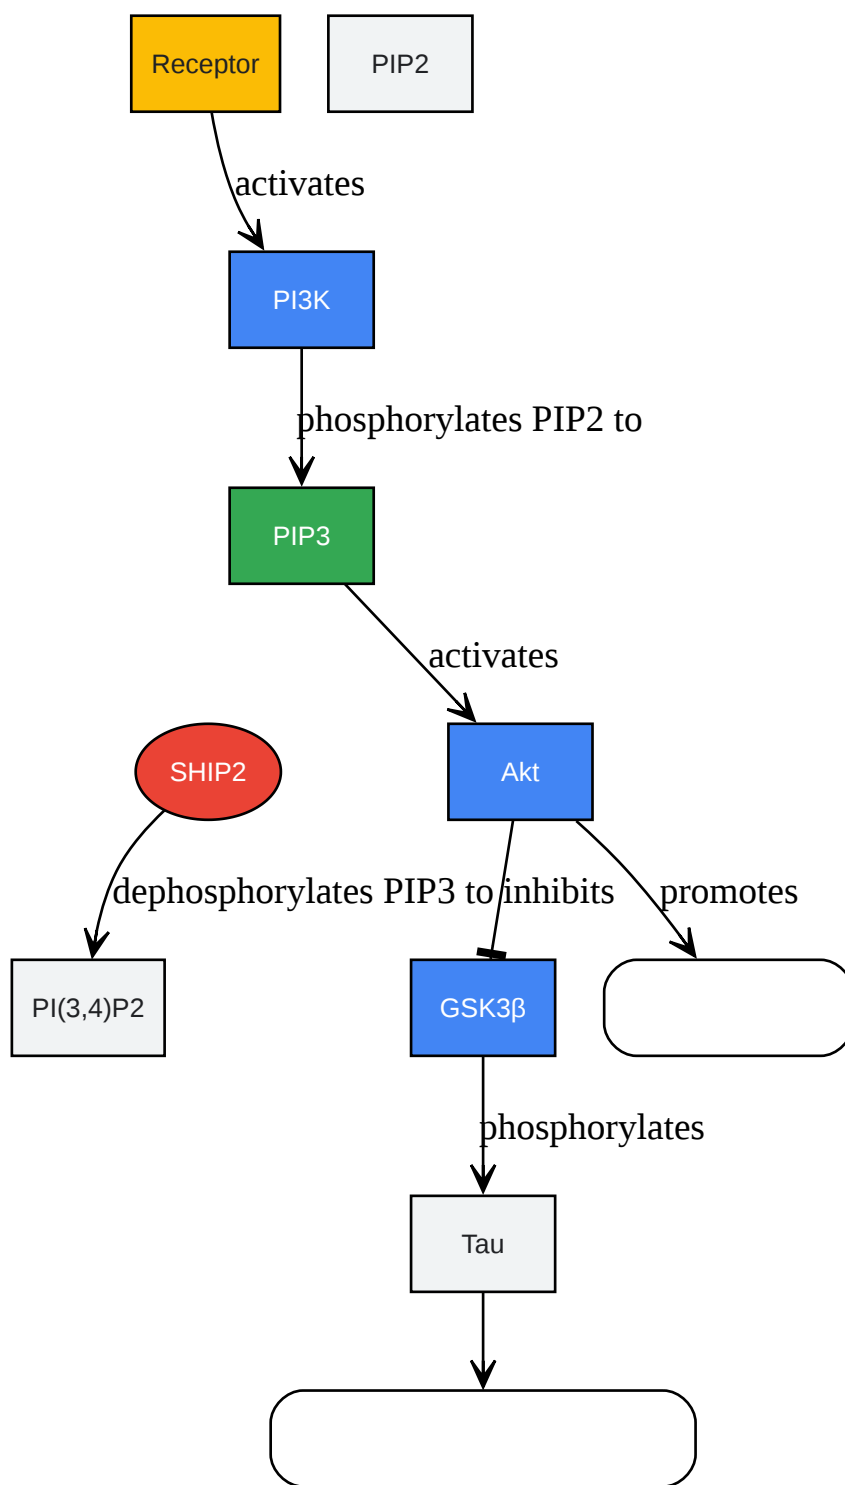 Receptor
PIP2
activates
PI3K
phosphorylates PIP2 to
PIP3
activates
SHIP2
Akt
dephosphorylates PIP3 to
inhibits
promotes
PI(3,4)P2
GSK3β
phosphorylates
Tau